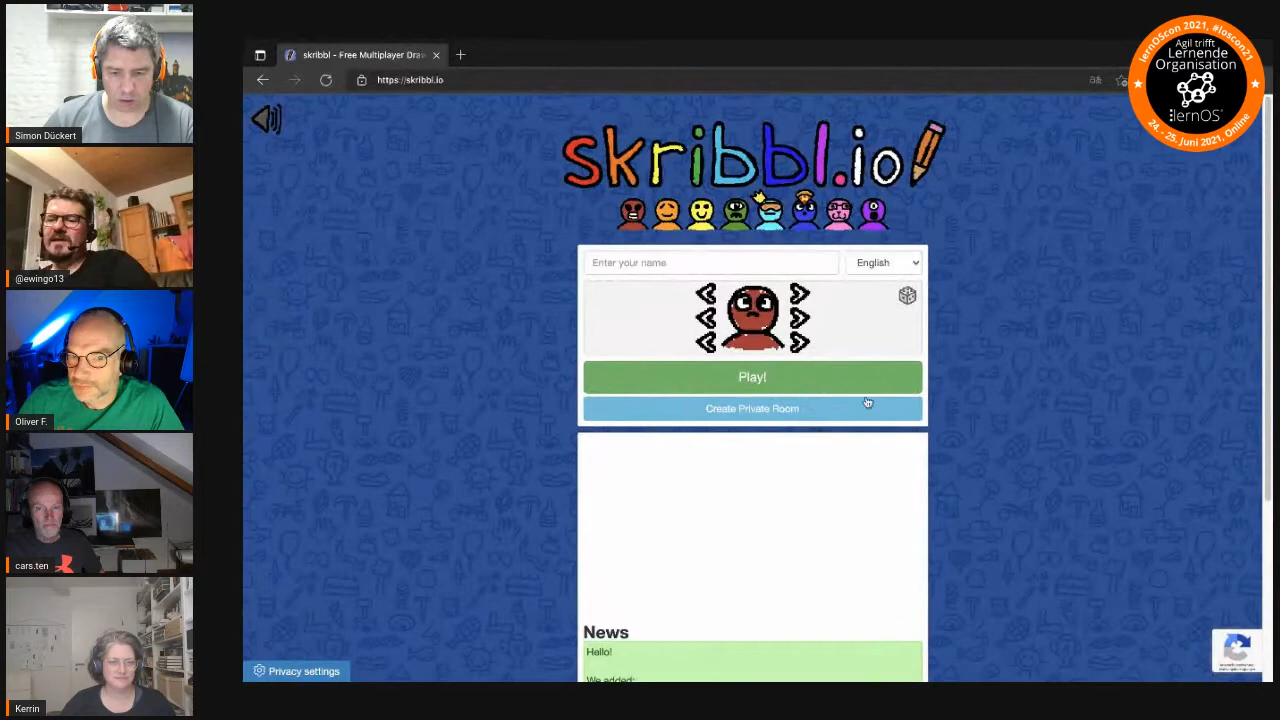 Simon Dückert
@ewingo13
Oliver F.
cars.ten
Kerrin
skribbl - Free Multiplayer Draw
https://skribbl.io
lernOScon 2021, #loscon21
Agil trifft
Lernende
Organisation
lernOS®
24. - 25. Juni 2021, Online
skribbl.io
Enter your name
English
Play!
Create Private Room
News
Hello!
We added:
Privacy settings